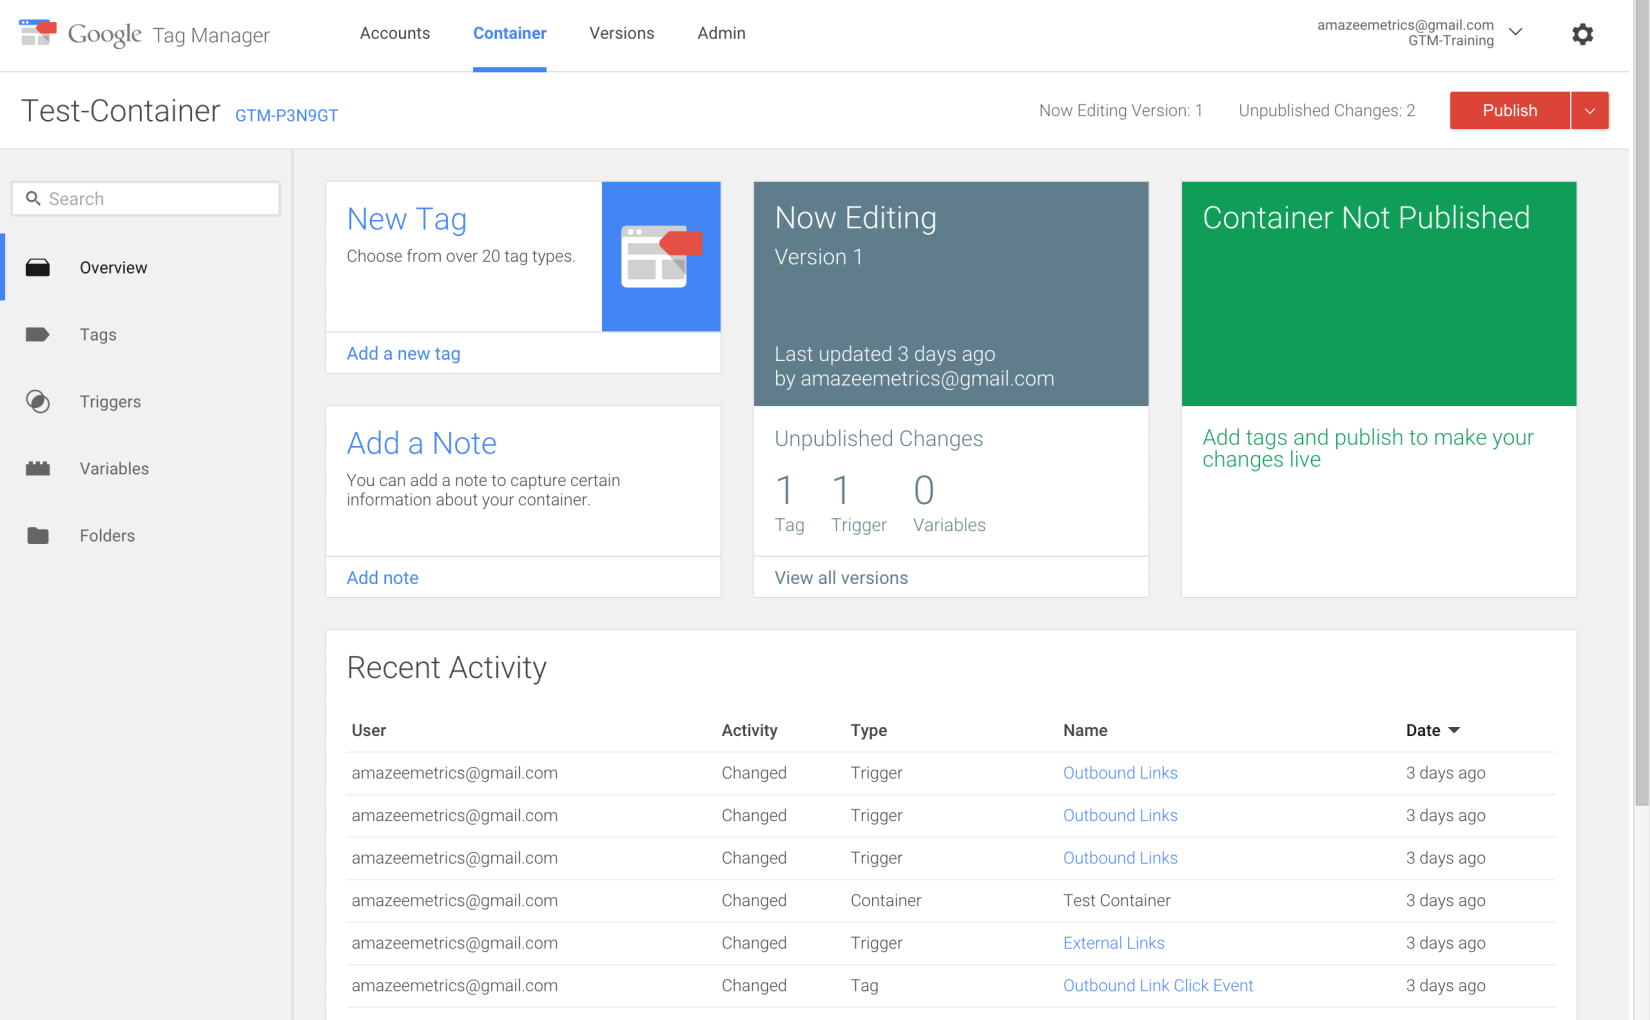 Google Tag Manager
Accounts
Container
Versions
Admin
amazeemetrics@gmail.com
GTM-Training
Test-Container GTM-P3N9GT
Now Editing Version: 1
Unpublished Changes: 2
Publish
Search
Overview
Tags
Triggers
Variables
Folders
New Tag
Choose from over 20 tag types.
Add a new tag
Add a Note
You can add a note to capture certain
information about your container.
Add note
Now Editing
Version 1
Last updated 3 days ago
by amazeemetrics@gmail.com
Unpublished Changes
1 1 0
Tag Trigger Variables
View all versions
Container Not Published
Add tags and publish to make your
changes live
Recent Activity
User Activity Type Name Date
amazeemetrics@gmail.com Changed Trigger Outbound Links 3 days ago
amazeemetrics@gmail.com Changed Trigger Outbound Links 3 days ago
amazeemetrics@gmail.com Changed Trigger Outbound Links 3 days ago
amazeemetrics@gmail.com Changed Container Test Container 3 days ago
amazeemetrics@gmail.com Changed Trigger External Links 3 days ago
amazeemetrics@gmail.com Changed Tag Outbound Link Click Event 3 days ago